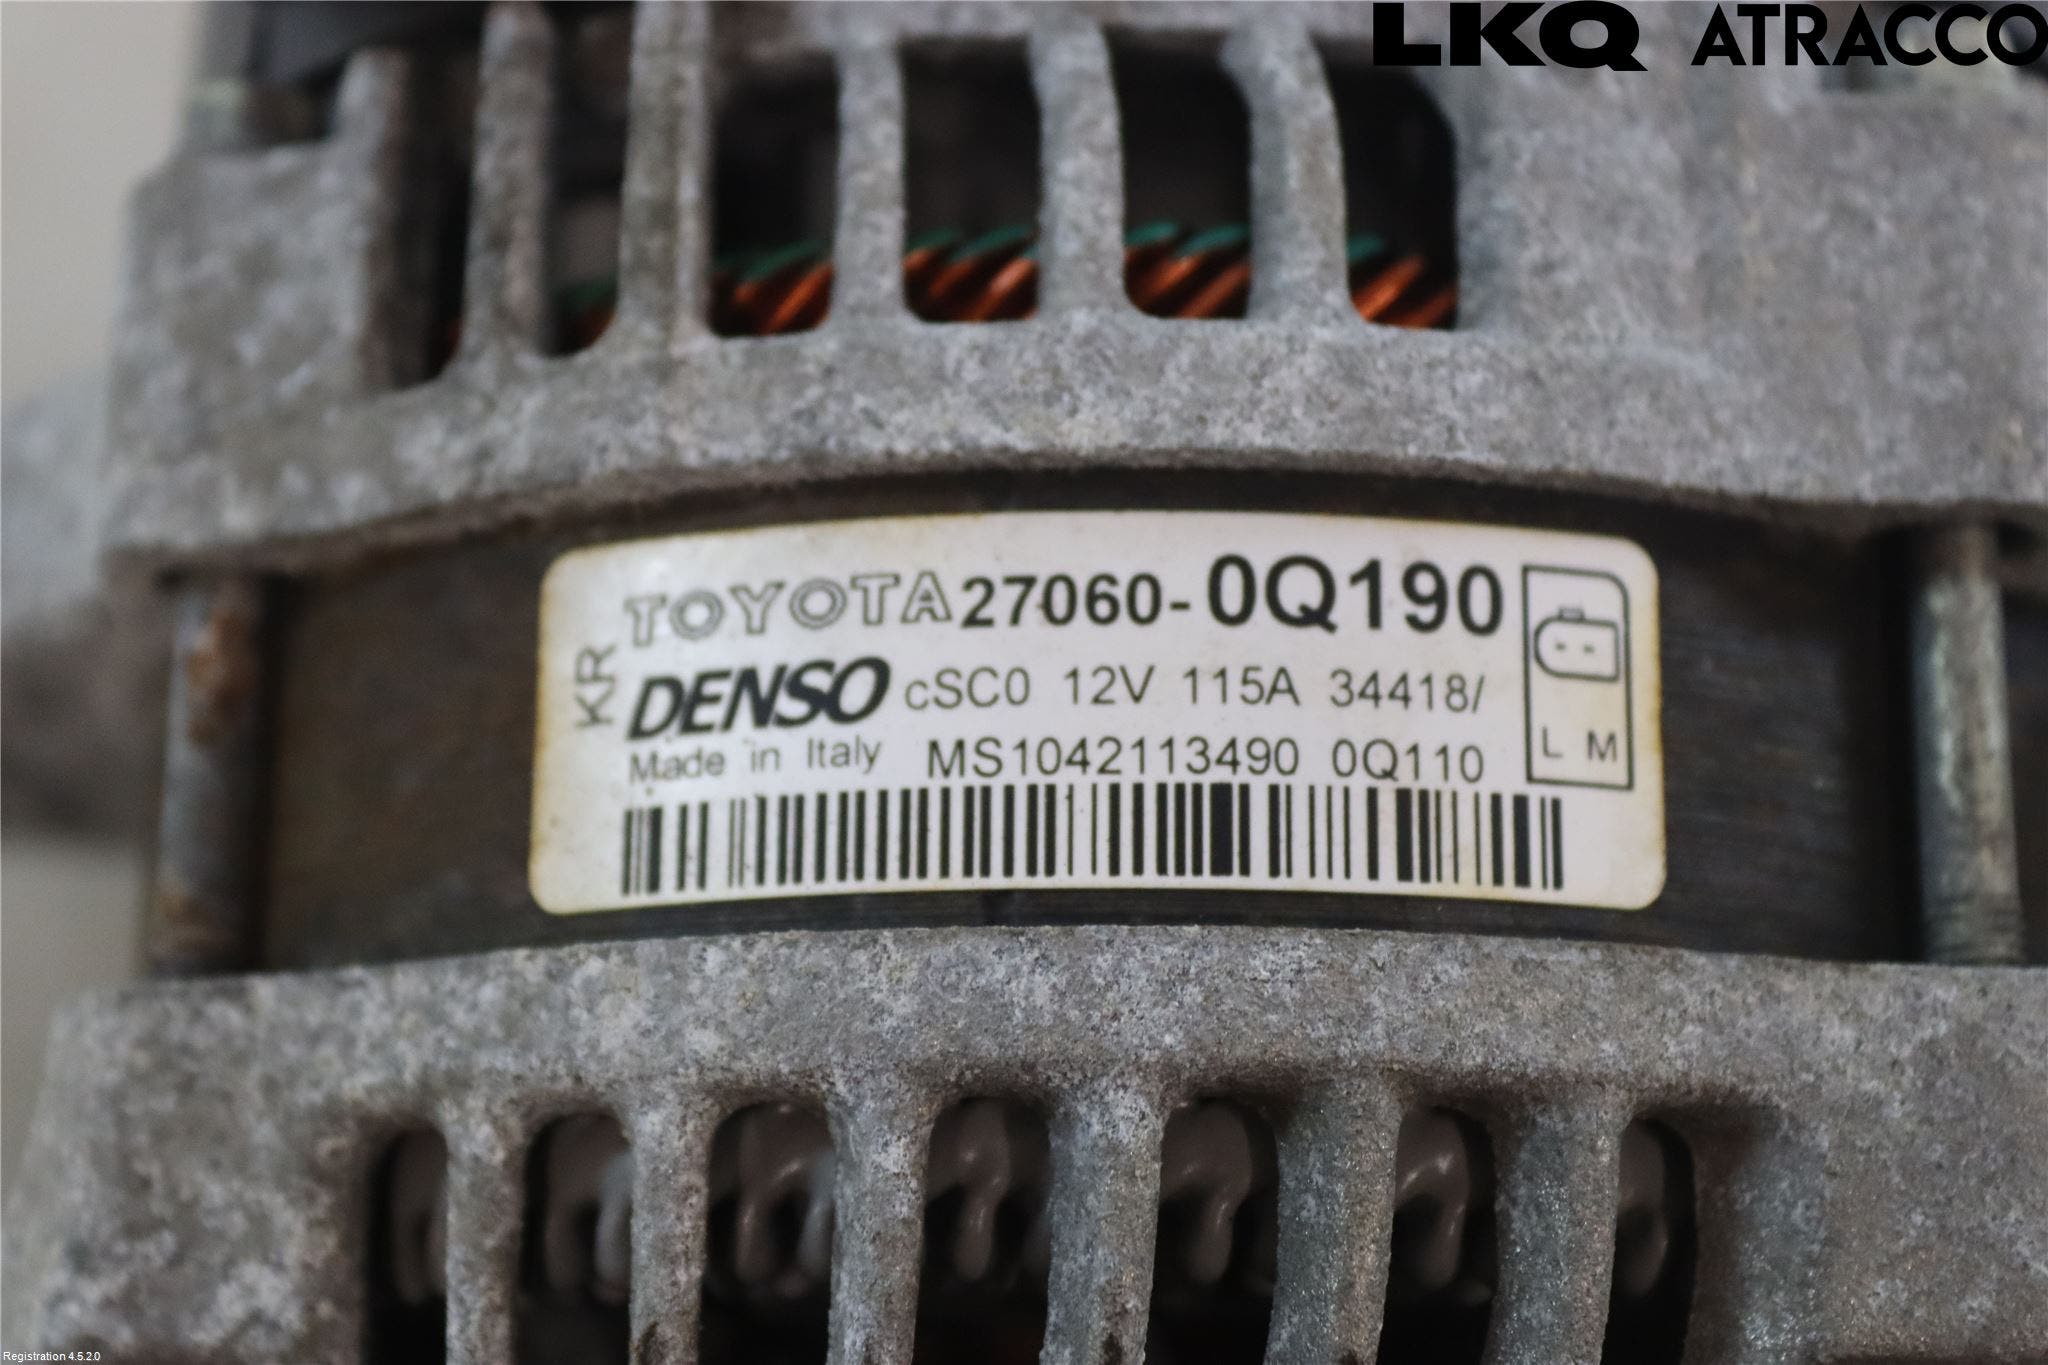 LKQ ATRACCO
KR
TOYOTA 27060-0Q190
DENSO cSC0 12V 115A 34418/
Made in Italy MS1042113490 0Q110
L M
Registration 4.5.2.0